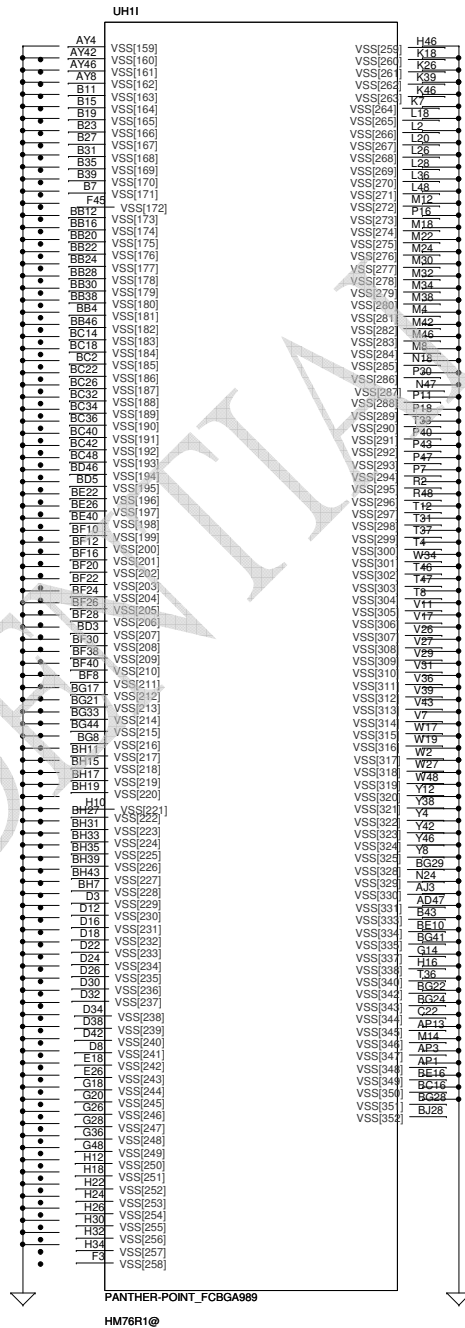 UH1I
AY4 VSS[159]
AY42 VSS[160]
AY46 VSS[161]
AY8 VSS[162]
B11 VSS[163]
B15 VSS[164]
B19 VSS[165]
B23 VSS[166]
B27 VSS[167]
B31 VSS[168]
B35 VSS[169]
B39 VSS[170]
B7 VSS[171]
F45 VSS[172]
BB12 VSS[173]
BB16 VSS[174]
BB20 VSS[175]
BB22 VSS[176]
BB24 VSS[177]
BB28 VSS[178]
BB30 VSS[179]
BB38 VSS[180]
BB4 VSS[181]
BB46 VSS[182]
BC14 VSS[183]
BC18 VSS[184]
BC2 VSS[185]
BC22 VSS[186]
BC26 VSS[187]
BC32 VSS[188]
BC34 VSS[189]
BC36 VSS[190]
BC40 VSS[191]
BC42 VSS[192]
BC48 VSS[193]
BD46 VSS[194]
BD5 VSS[195]
BE22 VSS[196]
BE26 VSS[197]
BE40 VSS[198]
BF10 VSS[199]
BF12 VSS[200]
BF16 VSS[201]
BF20 VSS[202]
BF22 VSS[203]
BF24 VSS[204]
BF26 VSS[205]
BF28 VSS[206]
BD3 VSS[207]
BF30 VSS[208]
BF38 VSS[209]
BF40 VSS[210]
BF8 VSS[211]
BG17 VSS[212]
BG21 VSS[213]
BG33 VSS[214]
BG44 VSS[215]
BG8 VSS[216]
BH11 VSS[217]
BH15 VSS[218]
BH17 VSS[219]
BH19 VSS[220]
H10 VSS[221]
BH27 VSS[222]
BH31 VSS[223]
BH33 VSS[224]
BH35 VSS[225]
BH39 VSS[226]
BH43 VSS[227]
BH7 VSS[228]
D3 VSS[229]
D12 VSS[230]
D16 VSS[231]
D18 VSS[232]
D22 VSS[233]
D24 VSS[234]
D26 VSS[235]
D30 VSS[236]
D32 VSS[237]
D34 VSS[238]
D38 VSS[239]
D42 VSS[240]
D8 VSS[241]
E18 VSS[242]
E26 VSS[243]
G18 VSS[244]
G20 VSS[245]
G26 VSS[246]
G28 VSS[247]
G36 VSS[248]
G48 VSS[249]
H12 VSS[250]
H18 VSS[251]
H22 VSS[252]
H24 VSS[253]
H26 VSS[254]
H30 VSS[255]
H32 VSS[256]
H34 VSS[257]
F3 VSS[258]
VSS[259] H46
VSS[260] K18
VSS[261] K26
VSS[262] K39
VSS[263] K46
VSS[264] K7
VSS[265] L18
VSS[266] L2
VSS[267] L20
VSS[268] L26
VSS[269] L28
VSS[270] L36
VSS[271] L48
VSS[272] M12
VSS[273] P16
VSS[274] M18
VSS[275] M22
VSS[276] M24
VSS[277] M30
VSS[278] M32
VSS[279] M34
VSS[280] M38
VSS[281] M4
VSS[282] M42
VSS[283] M46
VSS[284] M8
VSS[285] N18
VSS[286] P30
VSS[287] N47
VSS[288] P11
VSS[289] P18
VSS[290] T33
VSS[291] P40
VSS[292] P43
VSS[293] P47
VSS[294] P7
VSS[295] R2
VSS[296] R48
VSS[297] T12
VSS[298] T31
VSS[299] T37
VSS[300] T4
VSS[301] W34
VSS[302] T46
VSS[303] T47
VSS[304] T8
VSS[305] V11
VSS[306] V17
VSS[307] V26
VSS[308] V27
VSS[309] V29
VSS[310] V31
VSS[311] V36
VSS[312] V39
VSS[313] V43
VSS[314] V7
VSS[315] W17
VSS[316] W19
VSS[317] W2
VSS[318] W27
VSS[319] W48
VSS[320] Y12
VSS[321] Y38
VSS[322] Y4
VSS[323] Y42
VSS[324] Y46
VSS[325] Y8
VSS[328] BG29
VSS[329] N24
VSS[330] AJ3
VSS[331] AD47
VSS[333] B43
VSS[334] BE10
VSS[335] BG41
VSS[337] G14
VSS[338] H16
VSS[340] T36
VSS[342] BG22
VSS[343] BG24
VSS[344] C22
VSS[345] AP13
VSS[346] M14
VSS[347] AP3
VSS[348] AP1
VSS[349] BE16
VSS[350] BC16
VSS[351] BG28
VSS[352] BJ28
PANTHER-POINT_FCBGA989
HM76R1@